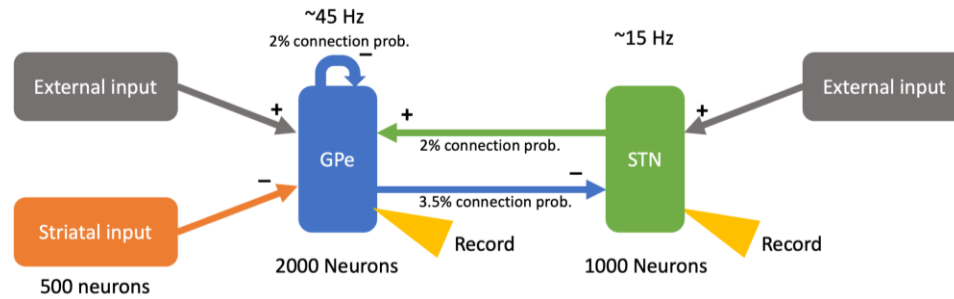 ~45 Hz
2% connection prob.
−
~15 Hz
External input
+
GPe
+
2% connection prob.
STN
+
External input
−
−
3.5% connection prob.
Striatal input
Record
Record
500 neurons
2000 Neurons
1000 Neurons